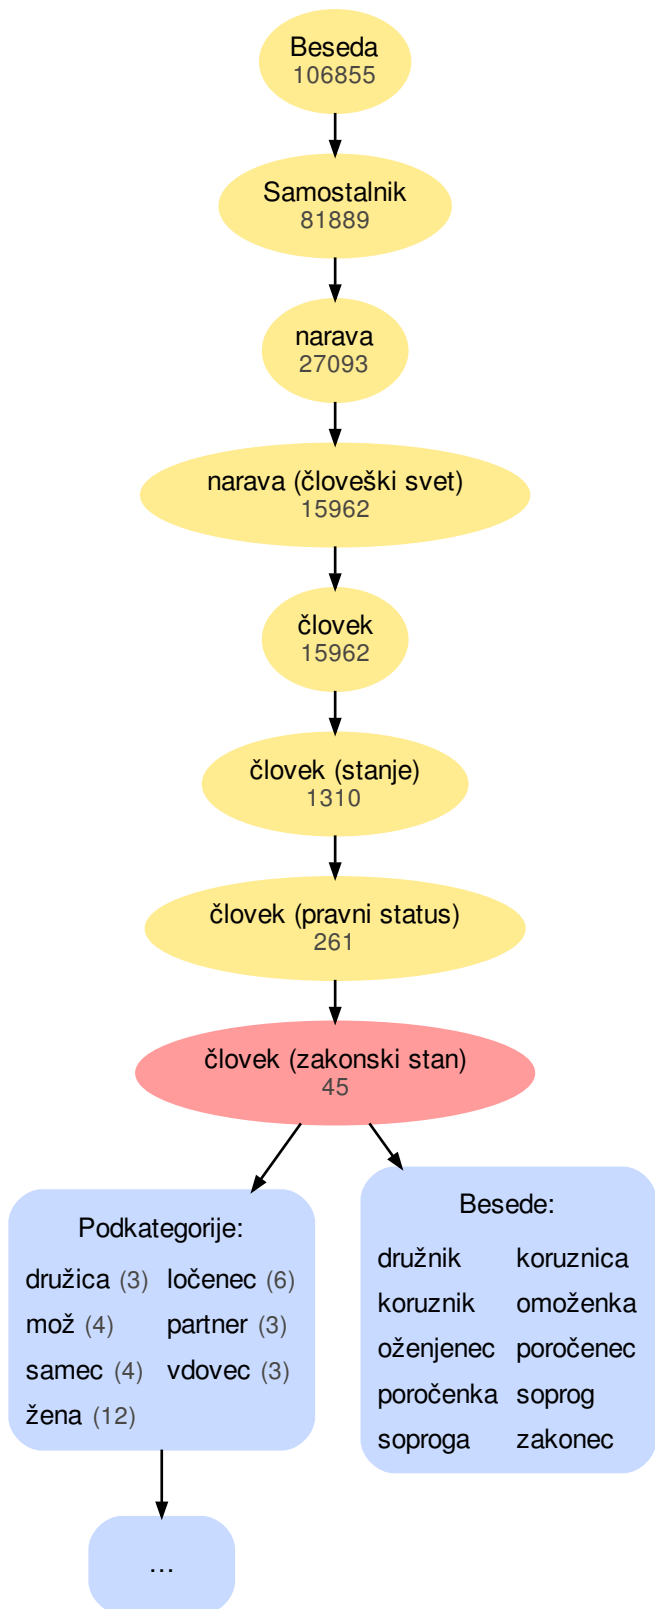 Beseda
106855
Samostalnik
81889
narava
27093
narava (človeški svet)
15962
človek
15962
človek (stanje)
1310
človek (pravni status)
261
človek (zakonski stan)
45
Podkategorije:
družica (3) ločenec (6)
mož (4) partner (3)
samec (4) vdovec (3)
žena (12)
...
Besede:
družnik koruznica
koruznik omoženka
oženjenec poročenec
poročenka soprog
soproga zakonec